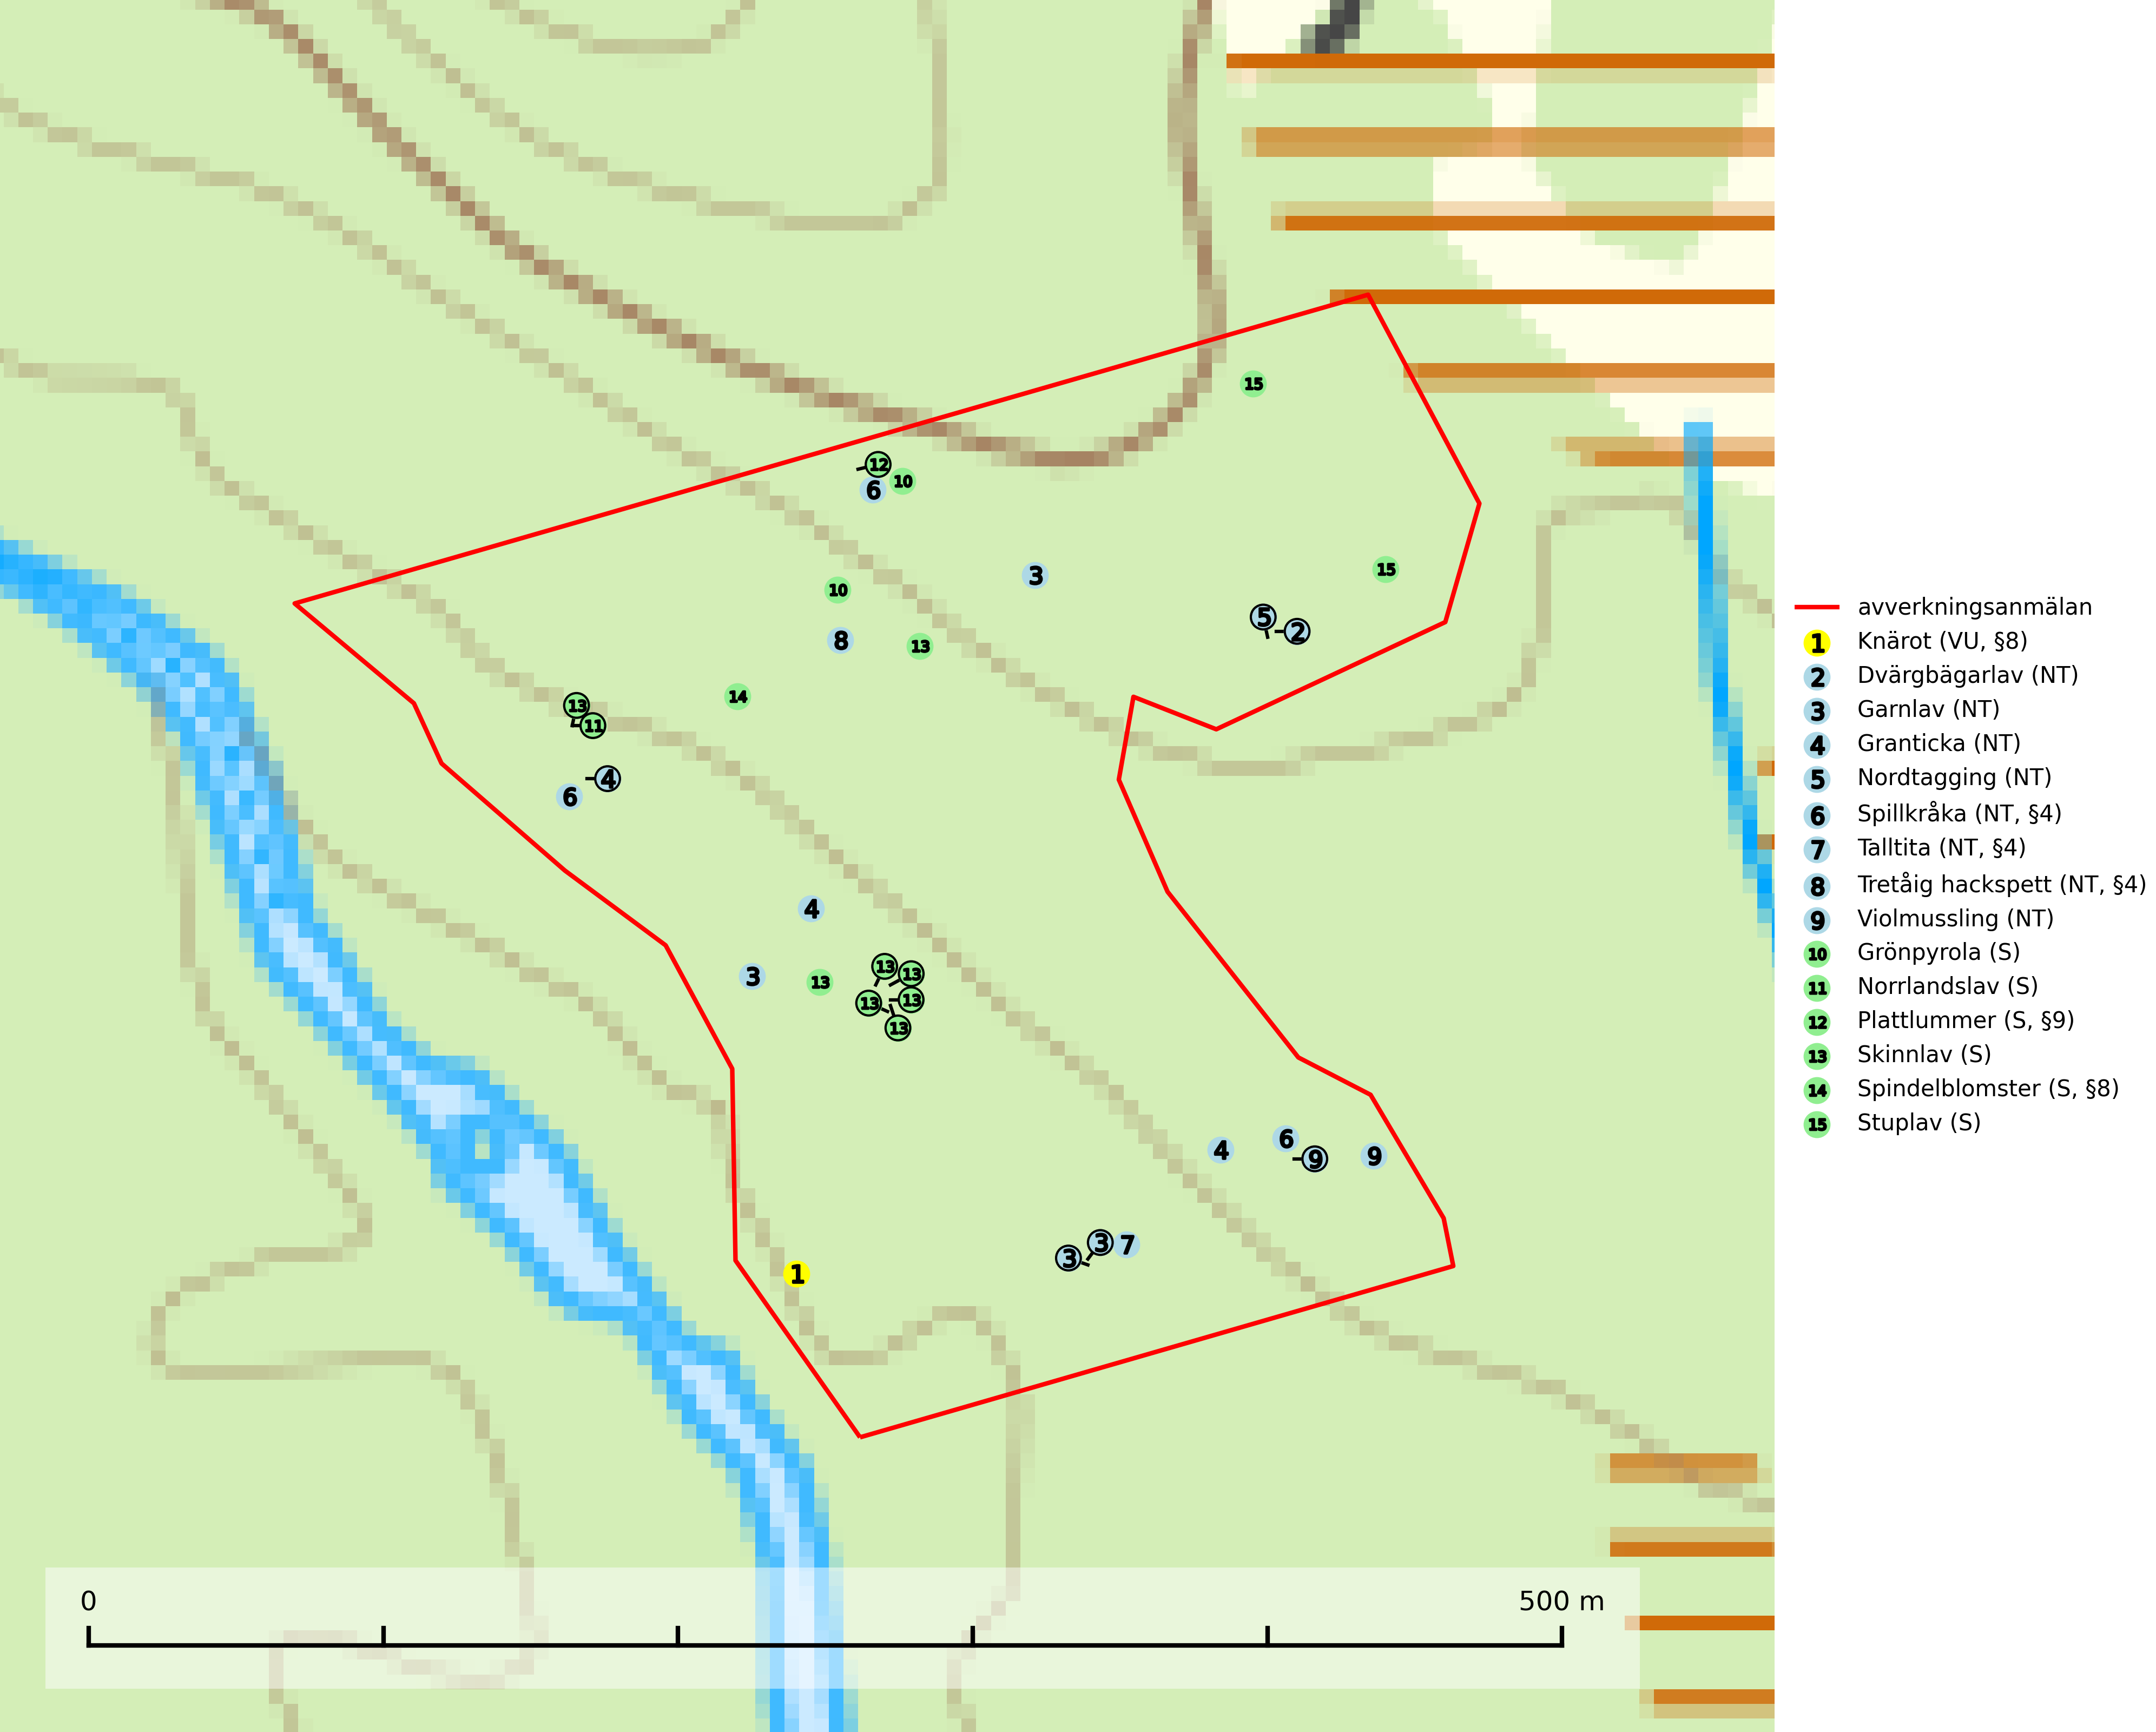 15
12
10
6
3
10
15
5
2
8
13
14
13
11
4
6
4
13
13
3
13
13
13
13
6
4
9
9
3
7
3
1
0
500 m
avverkningsanmälan
1 Knärot (VU, §8)
2 Dvärgbägarlav (NT)
3 Garnlav (NT)
4 Granticka (NT)
5 Nordtagging (NT)
6 Spillkråka (NT, §4)
7 Talltita (NT, §4)
8 Tretåig hackspett (NT, §4)
9 Violmussling (NT)
10 Grönpyrola (S)
11 Norrlandslav (S)
12 Plattlummer (S, §9)
13 Skinnlav (S)
14 Spindelblomster (S, §8)
15 Stuplav (S)